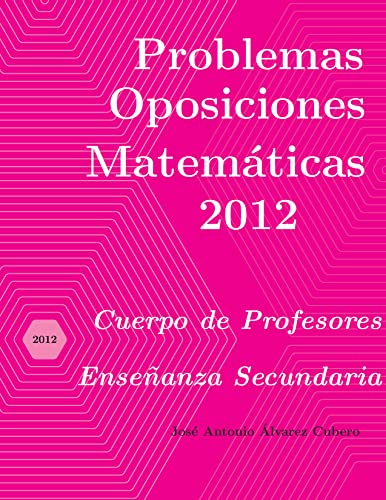 Problemas
Oposiciones
Matemáticas
2012
2012
Cuerpo de Profesores
Enseñanza Secundaria
José Antonio Álvarez Cubero